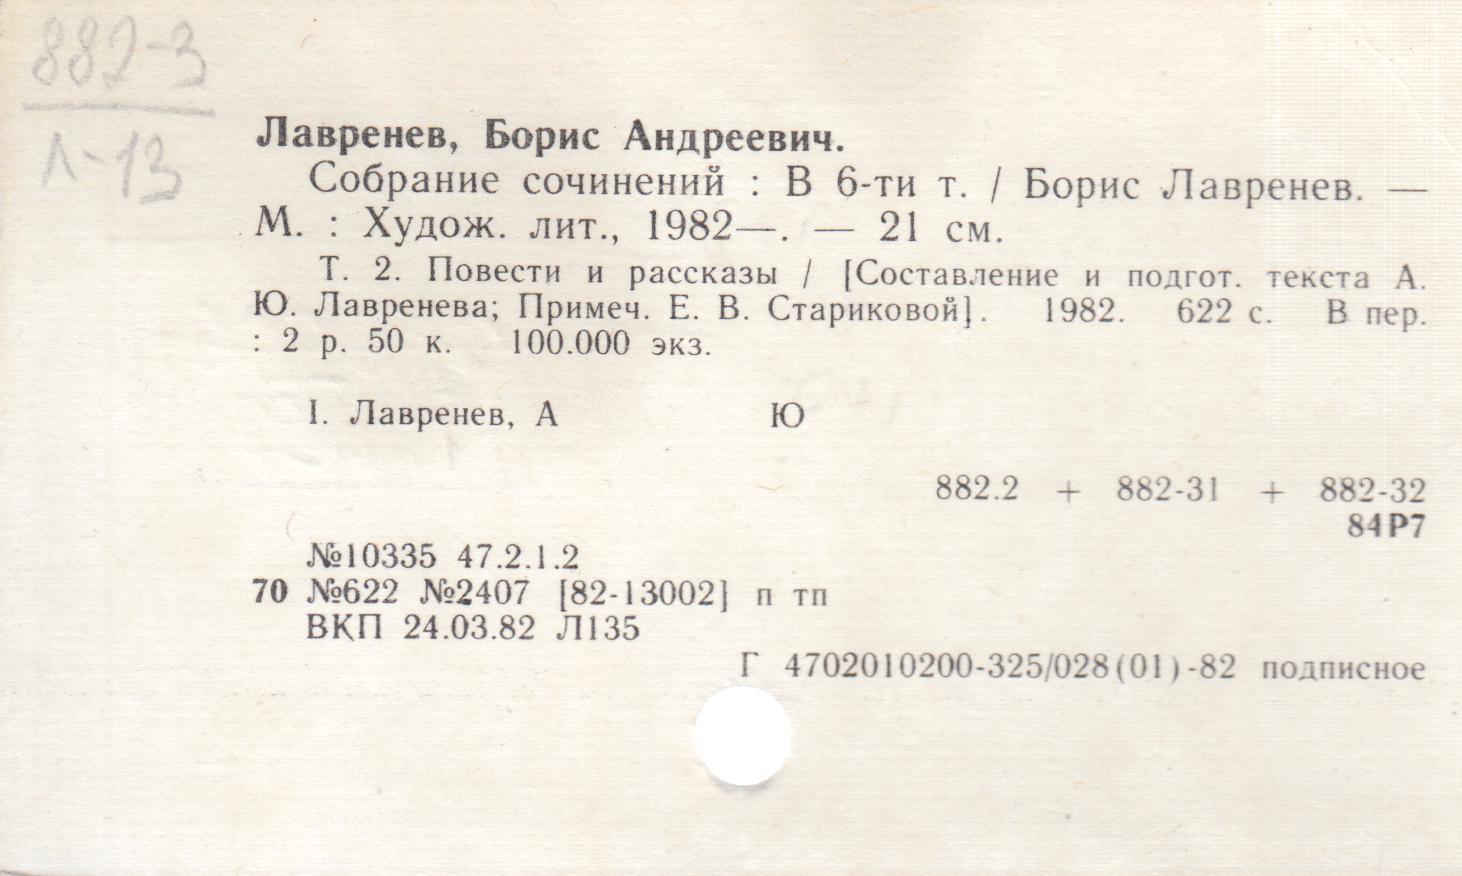 882-3
Л-13
Лавренев, Борис Андреевич.
Собрание сочинений : В 6-ти т. / Борис Лавренев. —
М. : Худож. лит., 1982—. — 21 см.
Т. 2. Повести и рассказы / [Составление и подгот. текста А.
Ю. Лавренева; Примеч. Е. В. Стариковой]. 1982. 622 с. В пер.
: 2 р. 50 к. 100.000 экз.
I. Лавренев, А Ю
882.2 + 882-31 + 882-32
84Р7
№10335 47.2.1.2
70 №622 №2407 [82-13002] п тп
ВКП 24.03.82 Л135
Г 4702010200-325/028(01)-82 подписное